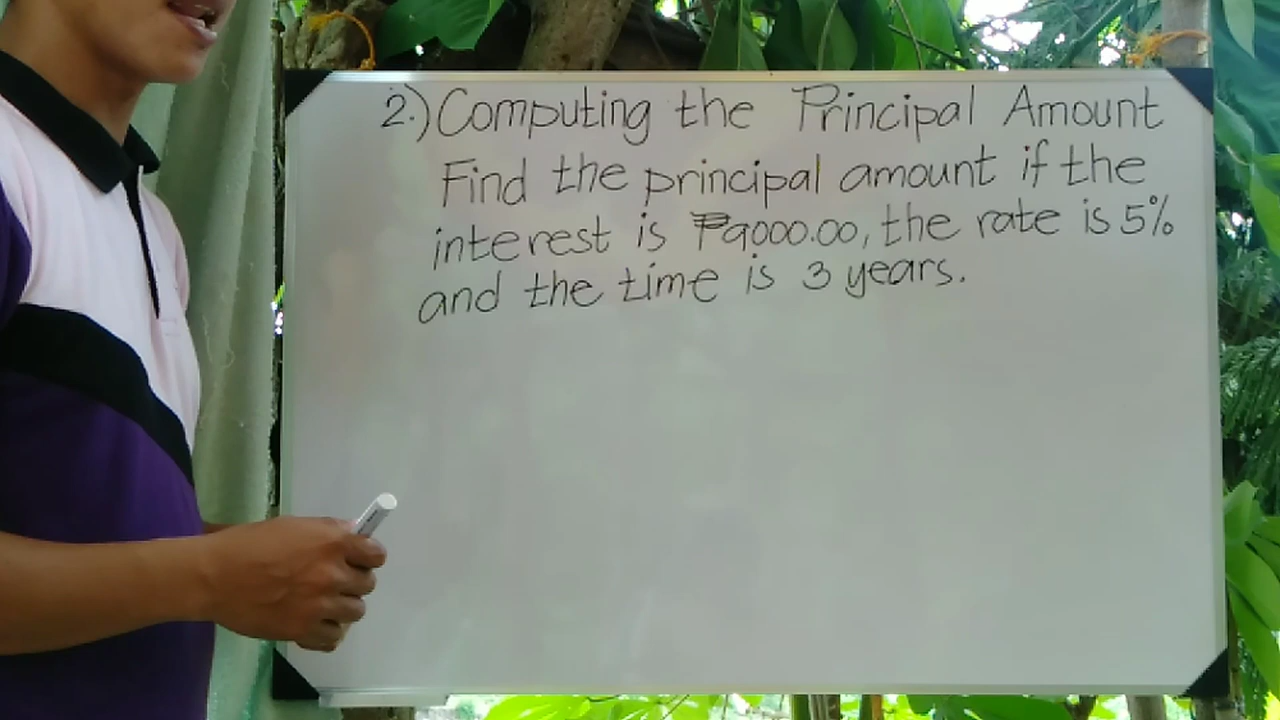 2.) Computing the Principal Amount
Find the principal amount if the
interest is ₱9000.00, the rate is 5%
and the time is 3 years.